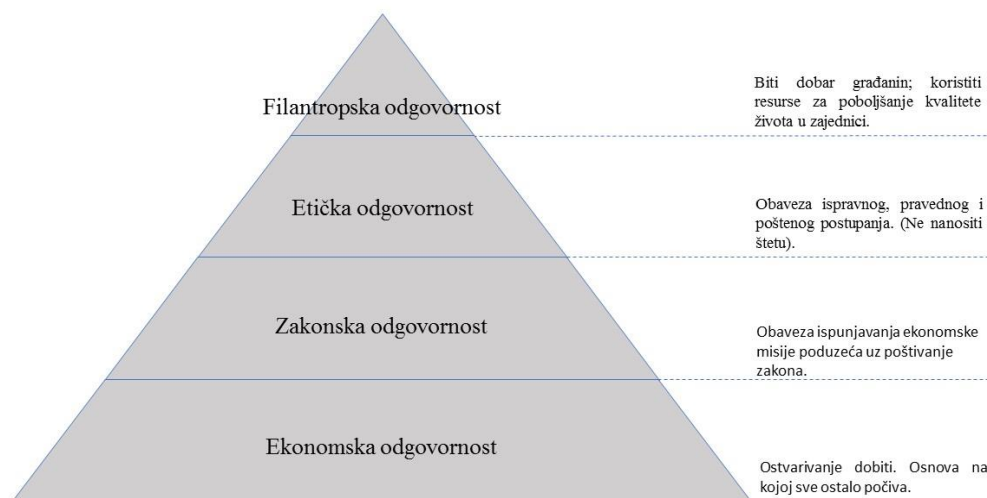 Filantropska odgovornost
Biti dobar građanin; koristiti
resurse za poboljšanje kvalitete
života u zajednici.
Etička odgovornost
Obaveza ispravnog, pravednog i
poštenog postupanja. (Ne nanositi
štetu).
Zakonska odgovornost
Obaveza ispunjavanja ekonomske
misije poduzeća uz poštivanje
zakona.
Ekonomska odgovornost
Ostvarivanje dobiti. Osnova na
kojoj sve ostalo počiva.